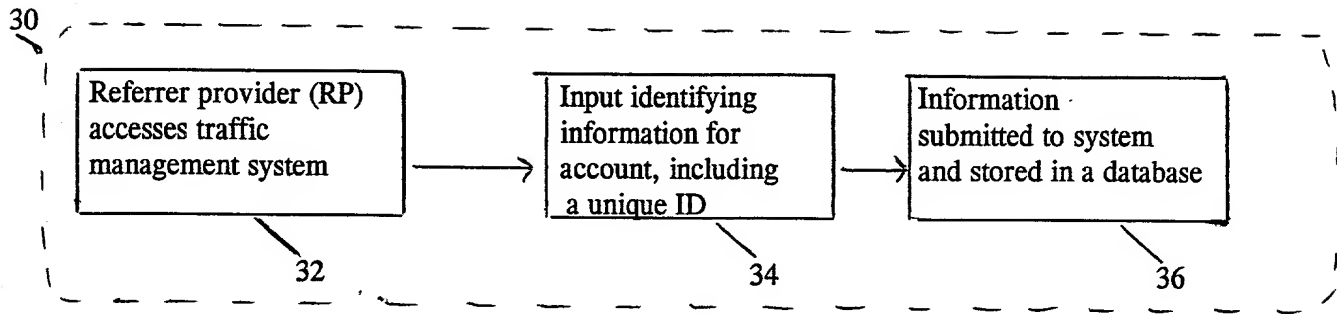 30
Referrer provider (RP)
accesses traffic
management system
Input identifying
information for
account, including
a unique ID
Information
submitted to system
and stored in a database
32
34
36